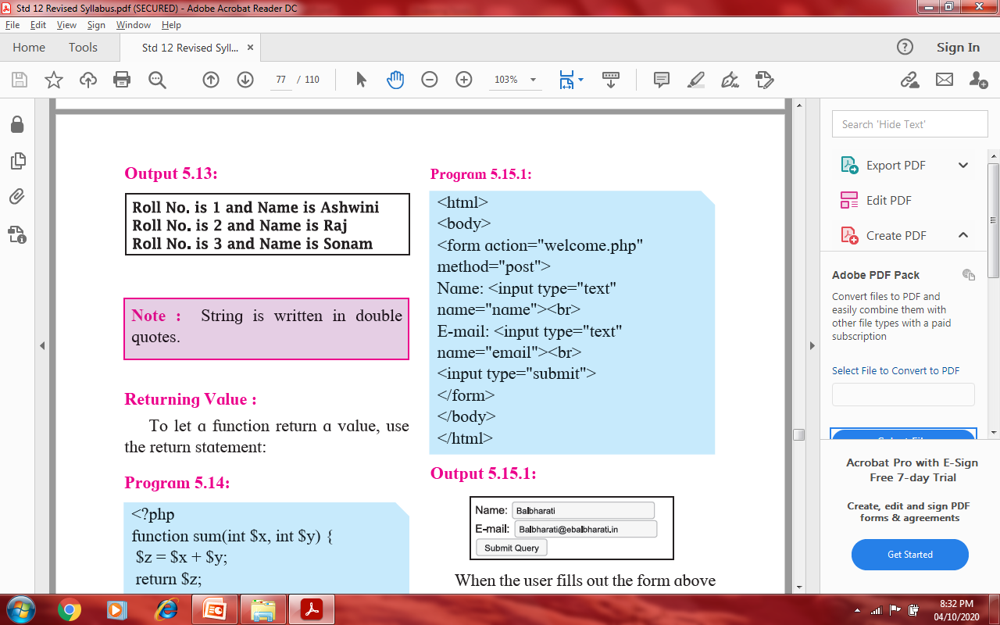 Std 12 Revised Syllabus.pdf (SECURED) - Adobe Acrobat Reader DC
File Edit View Sign Window Help
Home Tools Std 12 Revised Syll... × Sign In
77 / 110 103%
Output 5.13:
Roll No. is 1 and Name is Ashwini
Roll No. is 2 and Name is Raj
Roll No. is 3 and Name is Sonam
Note : String is written in double
quotes.
Returning Value :
To let a function return a value, use
the return statement:
Program 5.14:
<?php
function sum(int $x, int $y) {
$z = $x + $y;
return $z;
Program 5.15.1:
<html>
<body>
<form action="welcome.php"
method="post">
Name: <input type="text"
name="name"><br>
E-mail: <input type="text"
name="email"><br>
<input type="submit">
</form>
</body>
</html>
Output 5.15.1:
Name: Balbharati
E-mail: Balbharati@ebalbharati.in
Submit Query
When the user fills out the form above
Search 'Hide Text'
Export PDF
Edit PDF
Create PDF
Adobe PDF Pack
Convert files to PDF and
easily combine them with
other file types with a paid
subscription
Select File to Convert to PDF
Select File
Acrobat Pro with E-Sign
Free 7-day Trial
Create, edit and sign PDF
forms & agreements
Get Started
8:32 PM
04/10/2020